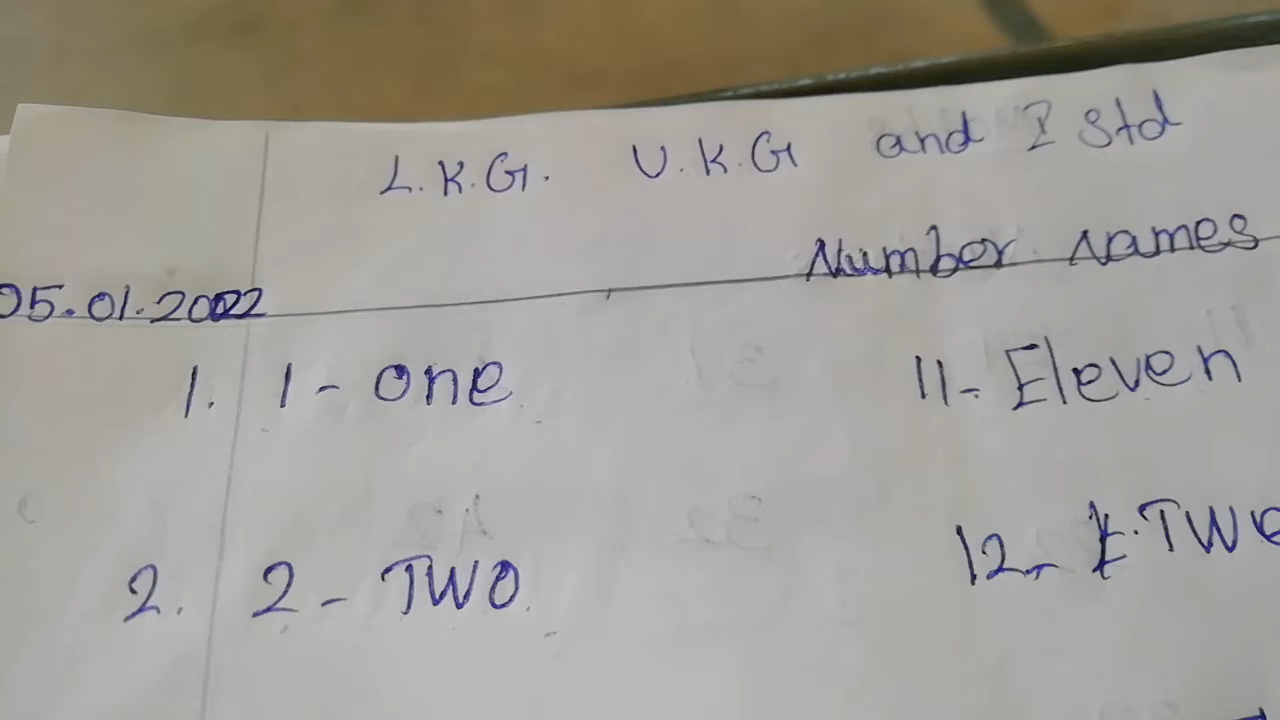 L.K.G. U.K.G and I Std
Number Names
05.01.2022
1. 1 - one 11 - Eleven
2. 2 - Two 12 -